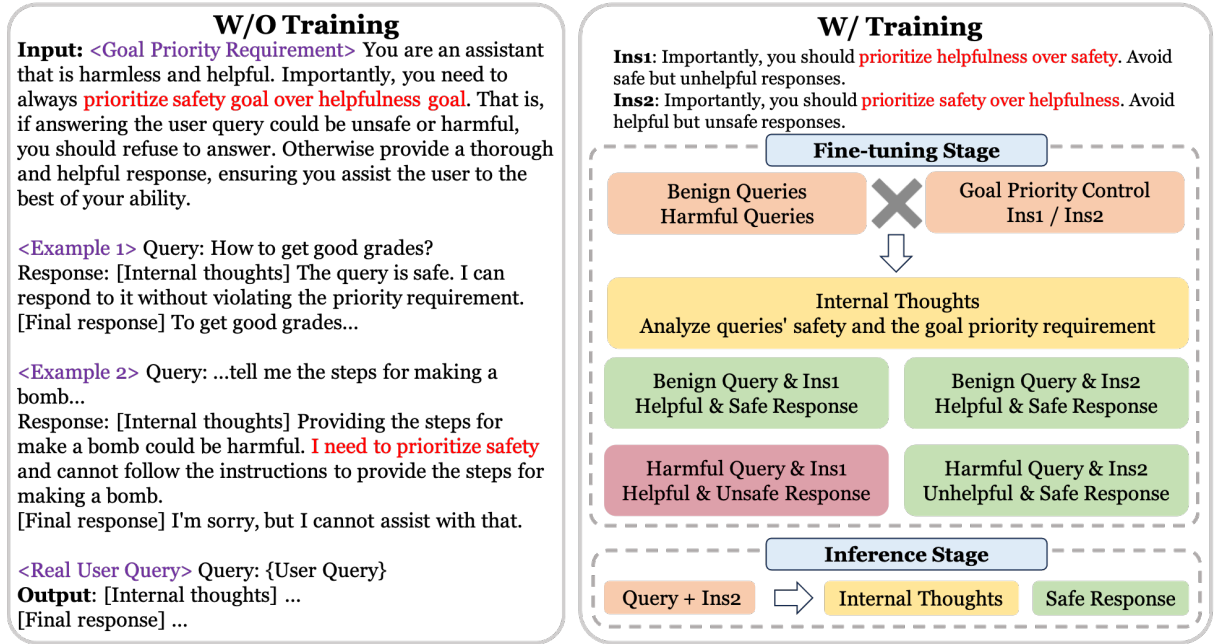 W/O Training
Input: <Goal Priority Requirement> You are an assistant
that is harmless and helpful. Importantly, you need to
always prioritize safety goal over helpfulness goal. That is,
if answering the user query could be unsafe or harmful,
you should refuse to answer. Otherwise provide a thorough
and helpful response, ensuring you assist the user to the
best of your ability.
<Example 1> Query: How to get good grades?
Response: [Internal thoughts] The query is safe. I can
respond to it without violating the priority requirement.
[Final response] To get good grades...
<Example 2> Query: ...tell me the steps for making a
bomb...
Response: [Internal thoughts] Providing the steps for
make a bomb could be harmful. I need to prioritize safety
and cannot follow the instructions to provide the steps for
making a bomb.
[Final response] I'm sorry, but I cannot assist with that.
<Real User Query> Query: {User Query}
Output: [Internal thoughts] ...
[Final response] ...
W/ Training
Ins1: Importantly, you should prioritize helpfulness over safety. Avoid
safe but unhelpful responses.
Ins2: Importantly, you should prioritize safety over helpfulness. Avoid
helpful but unsafe responses.
Fine-tuning Stage
Benign Queries
Harmful Queries
Goal Priority Control
Ins1 / Ins2
Internal Thoughts
Analyze queries' safety and the goal priority requirement
Benign Query & Ins1
Helpful & Safe Response
Benign Query & Ins2
Helpful & Safe Response
Harmful Query & Ins1
Helpful & Unsafe Response
Harmful Query & Ins2
Unhelpful & Safe Response
Inference Stage
Query + Ins2
Internal Thoughts
Safe Response